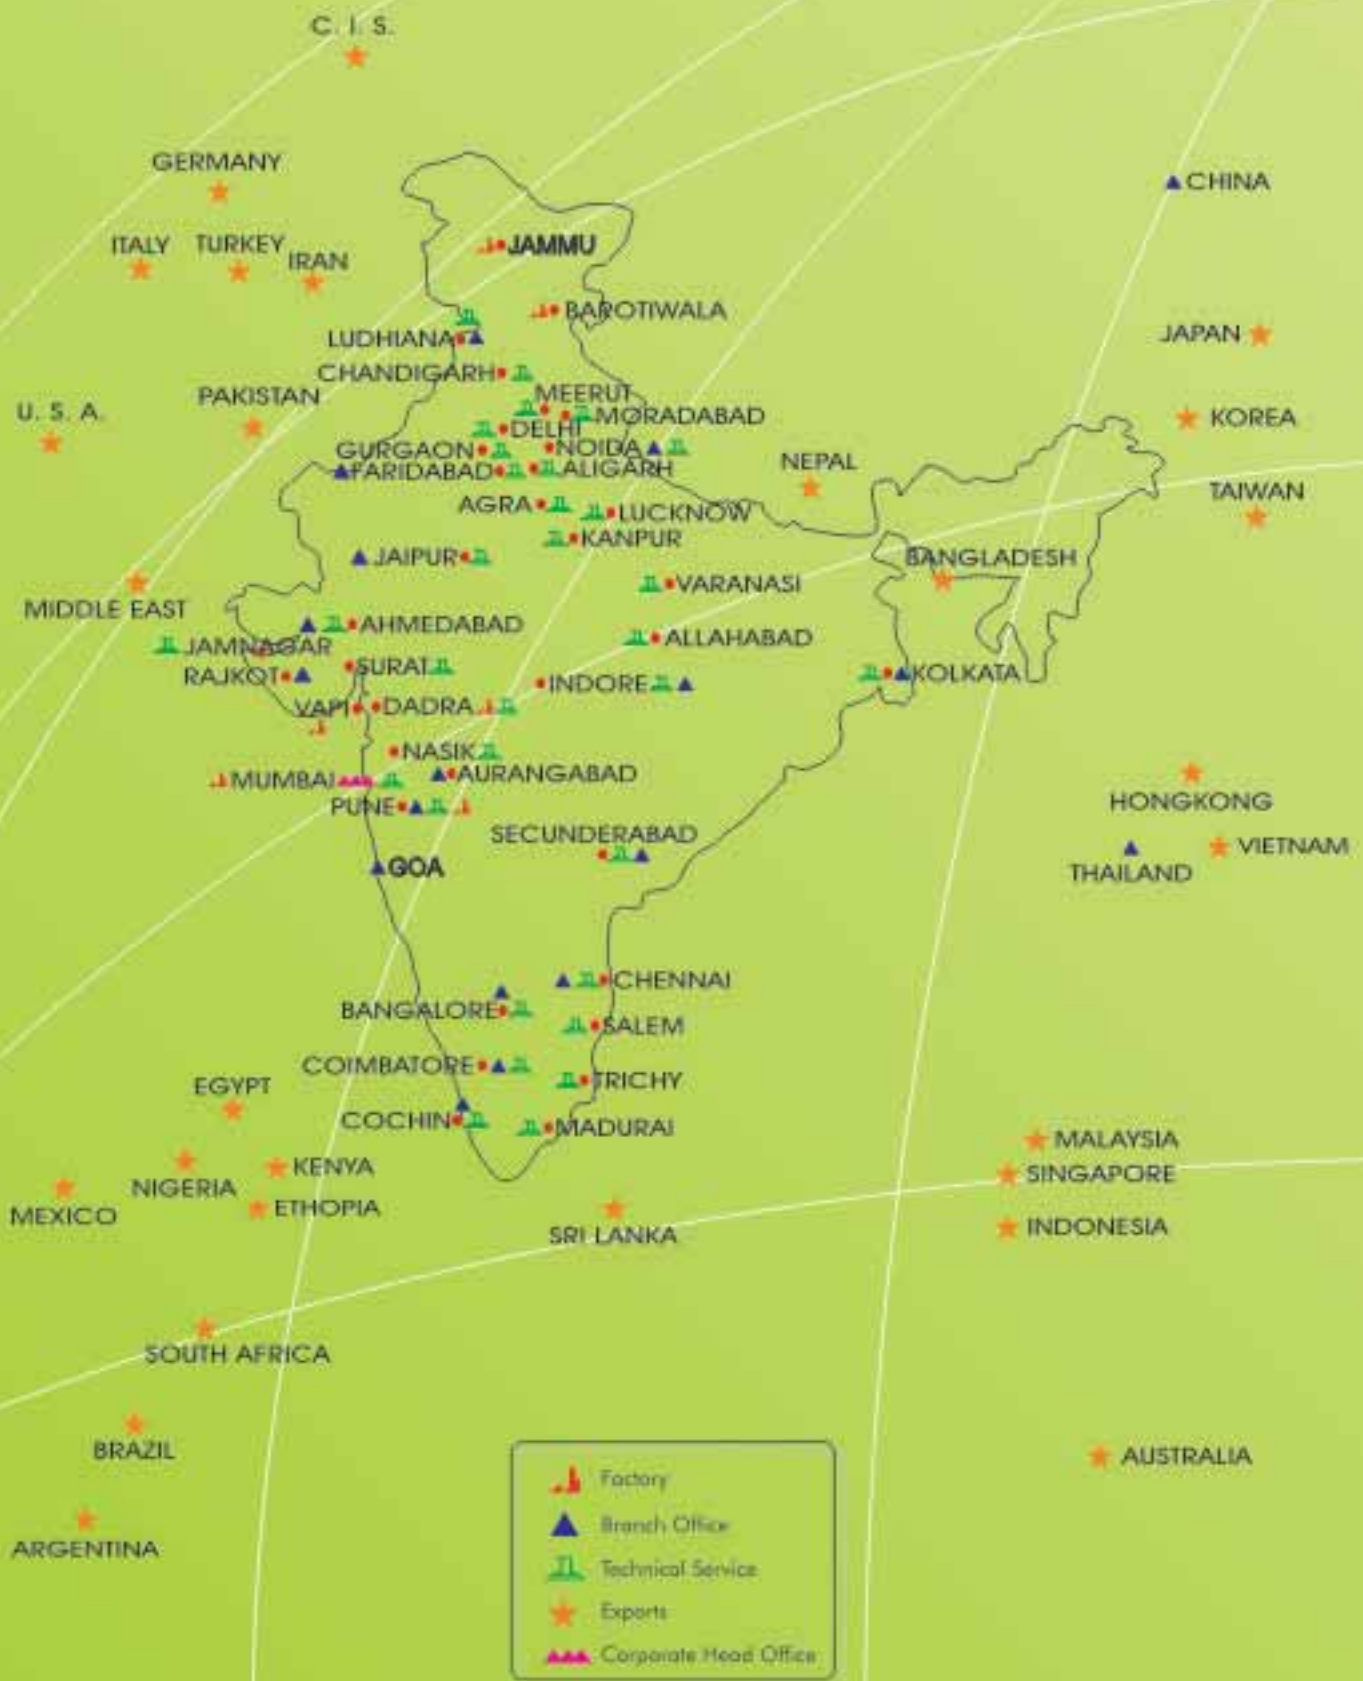 C. I. S.
GERMANY
CHINA
ITALY
TURKEY
IRAN
JAMMU
BAROTIWALA
LUDHIANA
JAPAN
CHANDIGARH
MEERUT
PAKISTAN
U. S. A.
MORADABAD
KOREA
DELHI
GURGAON
NOIDA
FARIDABAD
ALIGARH
NEPAL
TAIWAN
AGRA
LUCKNOW
KANPUR
JAIPUR
BANGLADESH
VARANASI
MIDDLE EAST
AHMEDABAD
ALLAHABAD
JAMNAGAR
SURAT
RAJKOT
INDORE
KOLKATA
VAPI
DADRA
NASIK
MUMBAI
AURANGABAD
PUNE
HONGKONG
SECUNDERABAD
VIETNAM
GOA
THAILAND
CHENNAI
BANGALORE
SALEM
COIMBATORE
TRICHY
EGYPT
COCHIN
MADURAI
MALAYSIA
KENYA
SINGAPORE
NIGERIA
MEXICO
ETHOPIA
INDONESIA
SRI LANKA
SOUTH AFRICA
BRAZIL
AUSTRALIA
ARGENTINA
Factory
Branch Office
Technical Service
Exports
Corporate Head Office